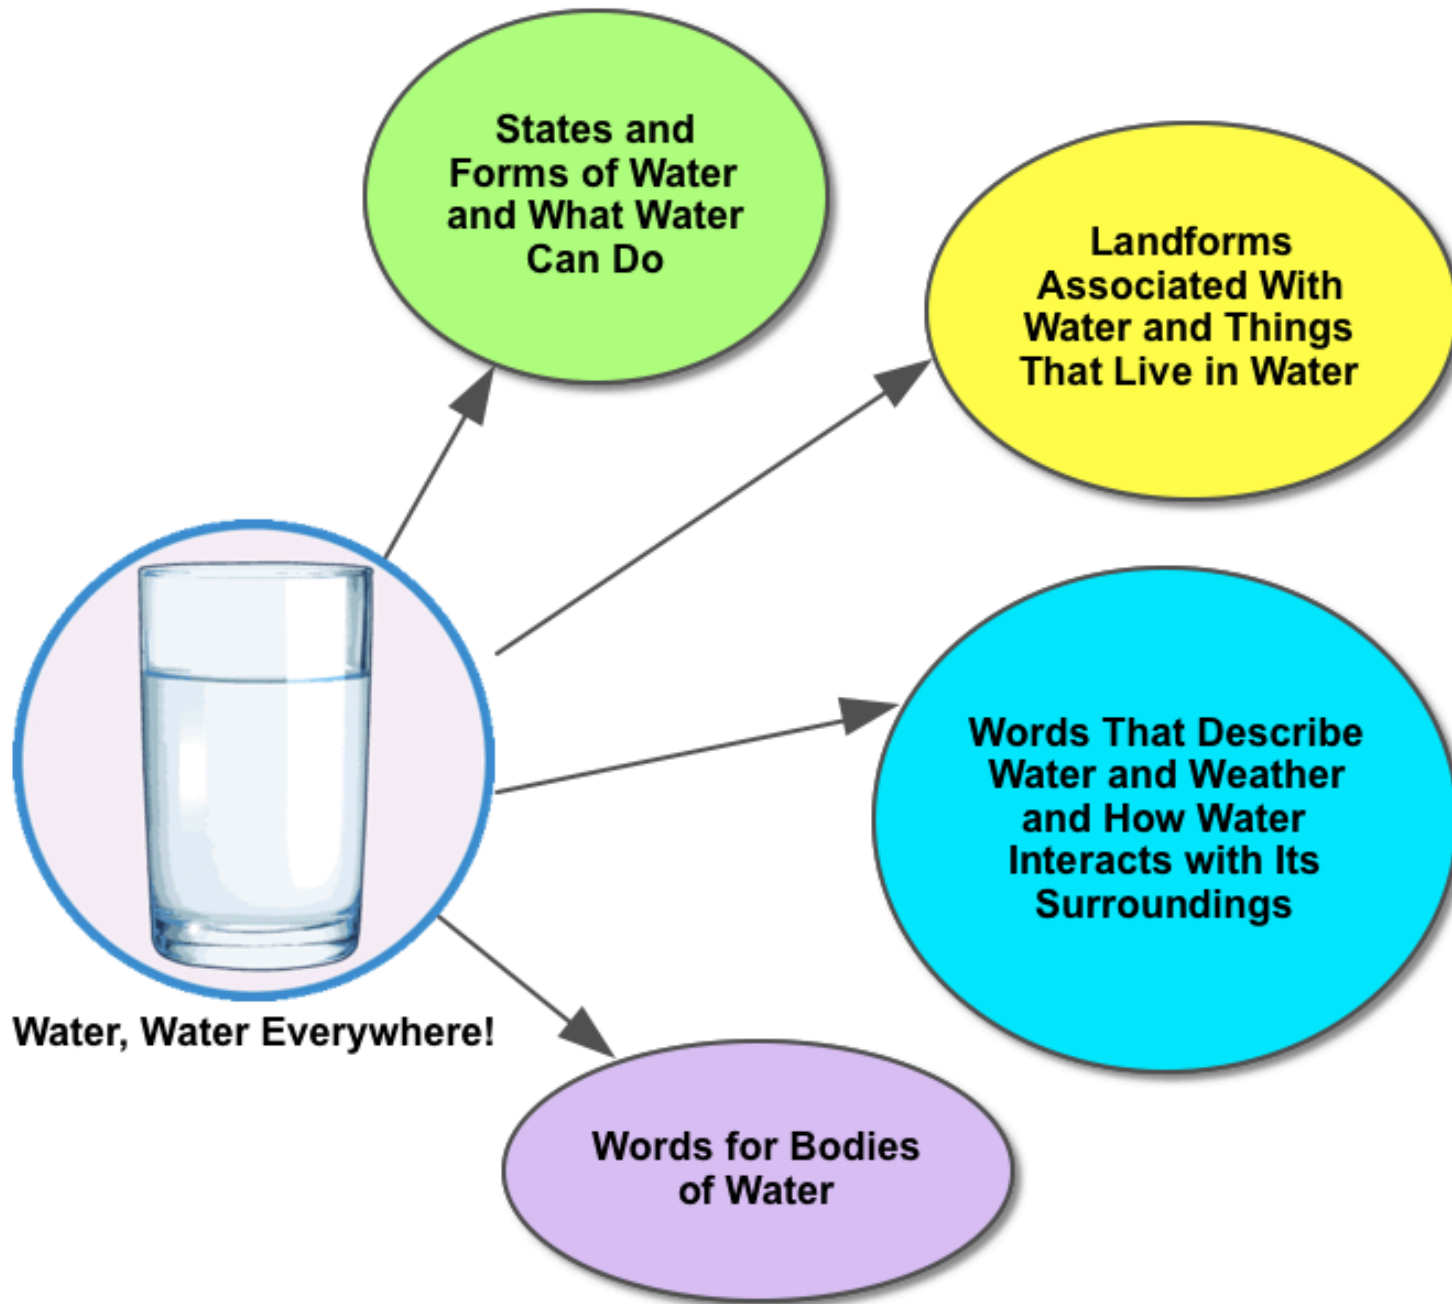 States and
Forms of Water
and What Water
Can Do
Landforms
Associated With
Water and Things
That Live in Water
Words That Describe
Water and Weather
and How Water
Interacts with Its
Surroundings
Water, Water Everywhere!
Words for Bodies
of Water